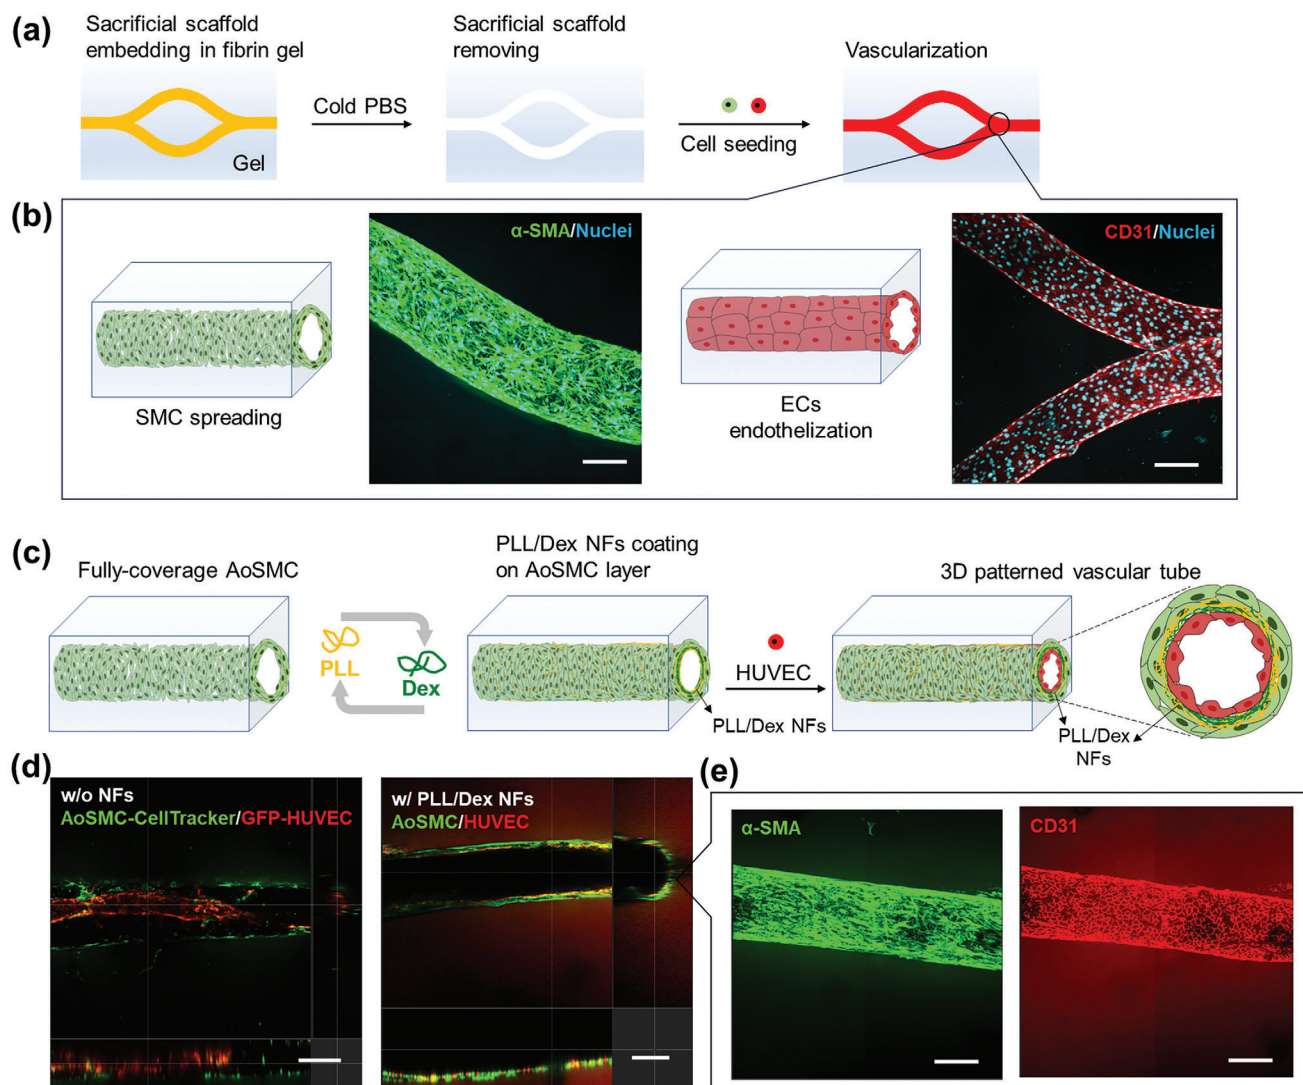 (a)
Sacrificial scaffold
embedding in fibrin gel
Gel
Cold PBS
Sacrificial scaffold
removing
Cell seeding
Vascularization
(b)
SMC spreading
α-SMA/Nuclei
ECs
endothelization
CD31/Nuclei
(c)
Fully-coverage AoSMC
PLL
Dex
PLL/Dex NFs coating
on AoSMC layer
PLL/Dex NFs
HUVEC
3D patterned vascular tube
PLL/Dex
NFs
(d)
w/o NFs
AoSMC-CellTracker/GFP-HUVEC
w/ PLL/Dex NFs
AoSMC/HUVEC
(e)
α-SMA
CD31